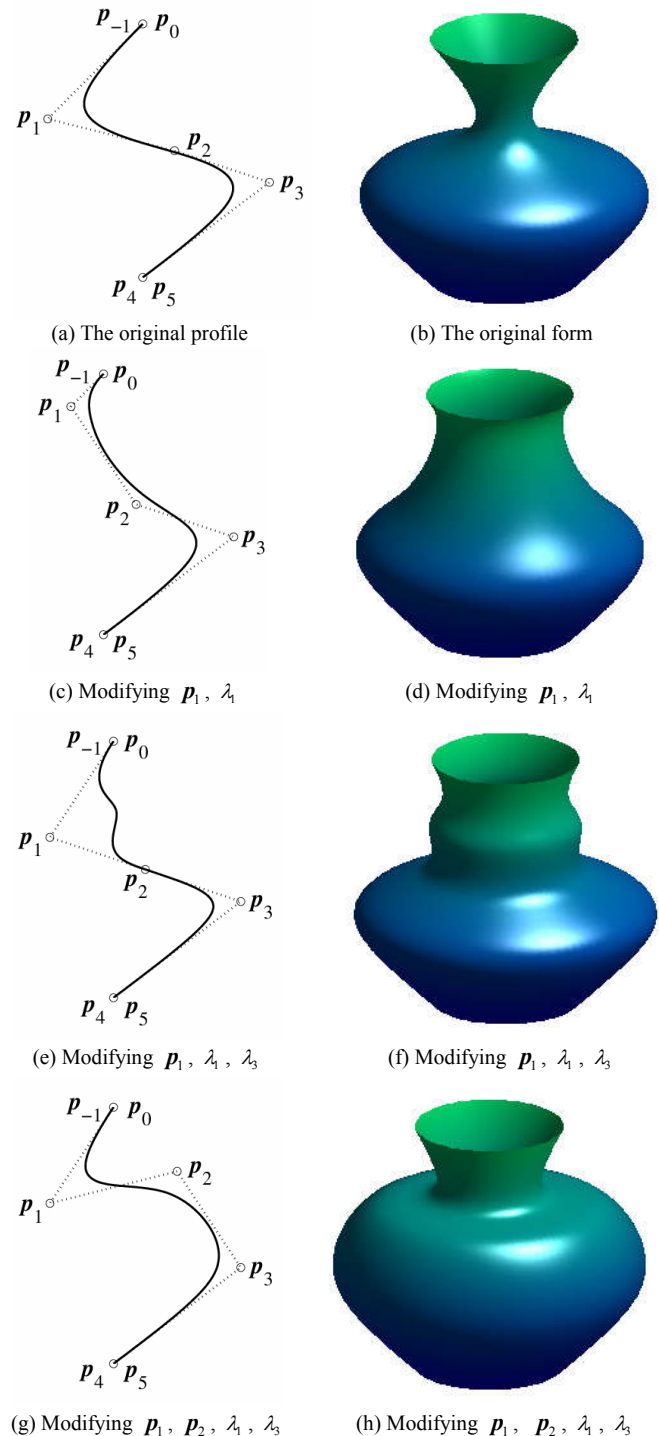 p₋₁ p₀
p₁
p₂
p₃
p₄ p₅
(a) The original profile (b) The original form
p₋₁ p₀
p₁
p₂
p₃
p₄ p₅
(c) Modifying p₁ , λ₁ (d) Modifying p₁ , λ₁
p₋₁ p₀
p₁
p₂
p₃
p₄ p₅
(e) Modifying p₁ , λ₁ , λ₃ (f) Modifying p₁ , λ₁ , λ₃
p₋₁ p₀
p₂
p₁
p₃
p₄ p₅
(g) Modifying p₁ , p₂ , λ₁ , λ₃ (h) Modifying p₁ , p₂ , λ₁ , λ₃